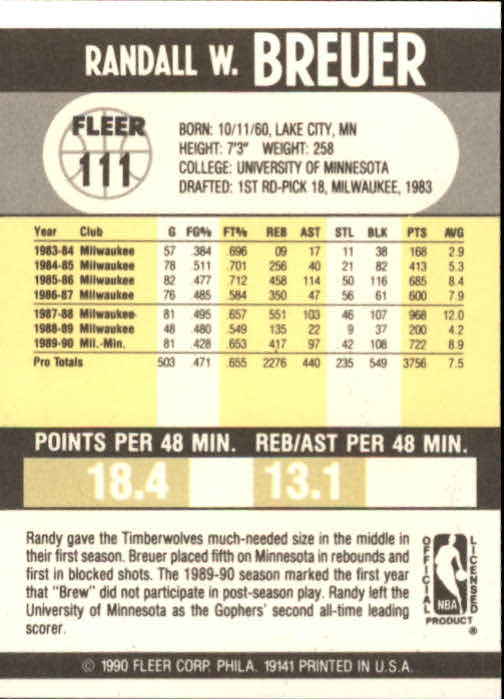 RANDALL W. BREUER
FLEER
111
BORN: 10/11/60, LAKE CITY, MN
HEIGHT: 7'3" WEIGHT: 258
COLLEGE: UNIVERSITY OF MINNESOTA
DRAFTED: 1ST RD-PICK 18, MILWAUKEE, 1983
Year Club G FG% FT% REB AST STL BLK PTS AVG
1983-84 Milwaukee 57 .384 .696 09 17 11 38 168 2.9
1984-85 Milwaukee 78 .511 .701 256 40 21 82 413 5.3
1985-86 Milwaukee 82 .477 .712 458 114 50 116 685 8.4
1986-87 Milwaukee 76 .485 .584 350 47 56 61 600 7.9
1987-88 Milwaukee 81 .495 .657 551 103 46 107 968 12.0
1988-89 Milwaukee 48 .480 .549 135 22 9 37 200 4.2
1989-90 Mil.-Min. 81 .428 .653 417 97 42 108 722 8.9
Pro Totals 503 .471 .655 2276 440 235 549 3756 7.5
POINTS PER 48 MIN. REB/AST PER 48 MIN.
18.4 13.1
Randy gave the Timberwolves much-needed size in the middle in
their first season. Breuer placed fifth on Minnesota in rebounds and
first in blocked shots. The 1989-90 season marked the first year
that "Brew" did not participate in post-season play. Randy left the
University of Minnesota as the Gophers' second all-time leading
scorer.
OFFICIAL
LICENSED
NBA
PRODUCT ®
© 1990 FLEER CORP. PHILA. 19141 PRINTED IN U.S.A.